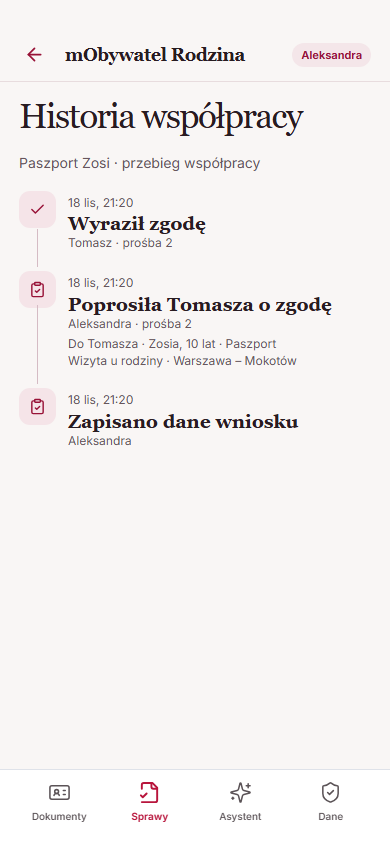 mObywatel Rodzina
Aleksandra
Historia współpracy
Paszport Zosi · przebieg współpracy
18 lis, 21:20
Wyraził zgodę
Tomasz · prośba 2
18 lis, 21:20
Poprosiła Tomasza o zgodę
Aleksandra · prośba 2
Do Tomasza · Zosia, 10 lat · Paszport
Wizyta u rodziny · Warszawa – Mokotów
18 lis, 21:20
Zapisano dane wniosku
Aleksandra
Dokumenty
Sprawy
Asystent
Dane